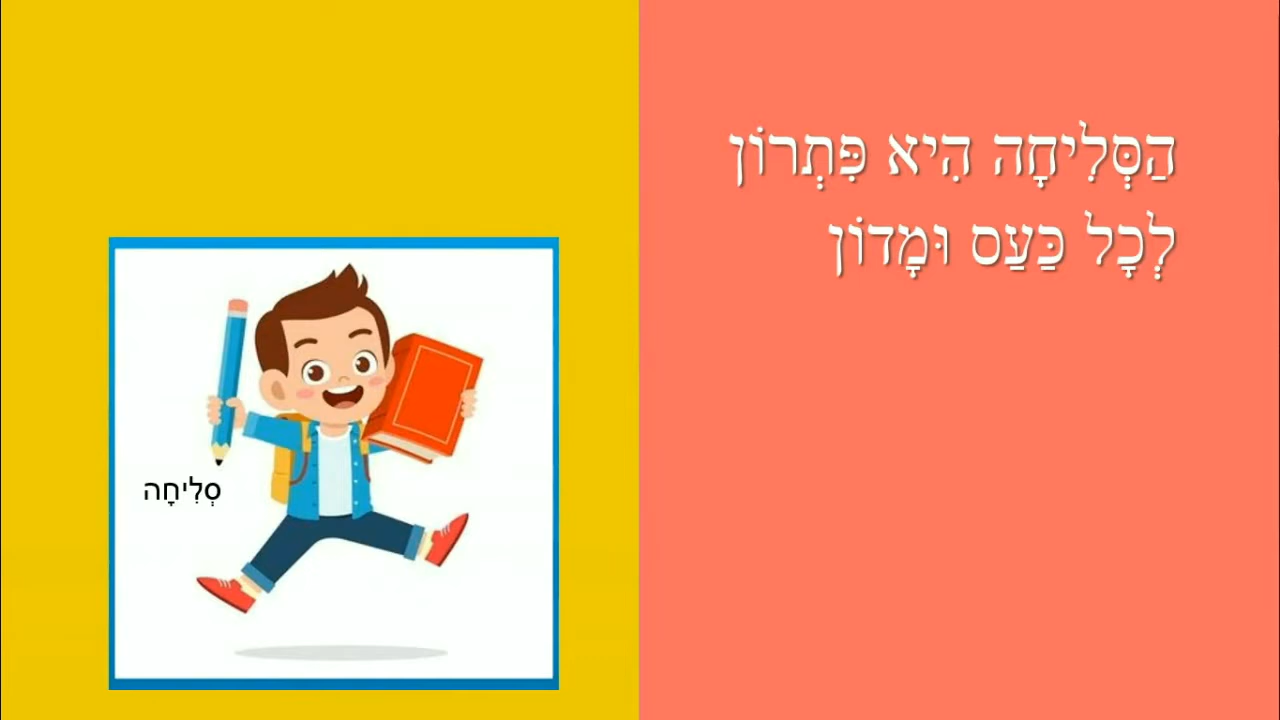 הַסְּלִיחָה הִיא פִּתְרוֹן
לְכָל כַּעַס וּמָדוֹן
סְלִיחָה